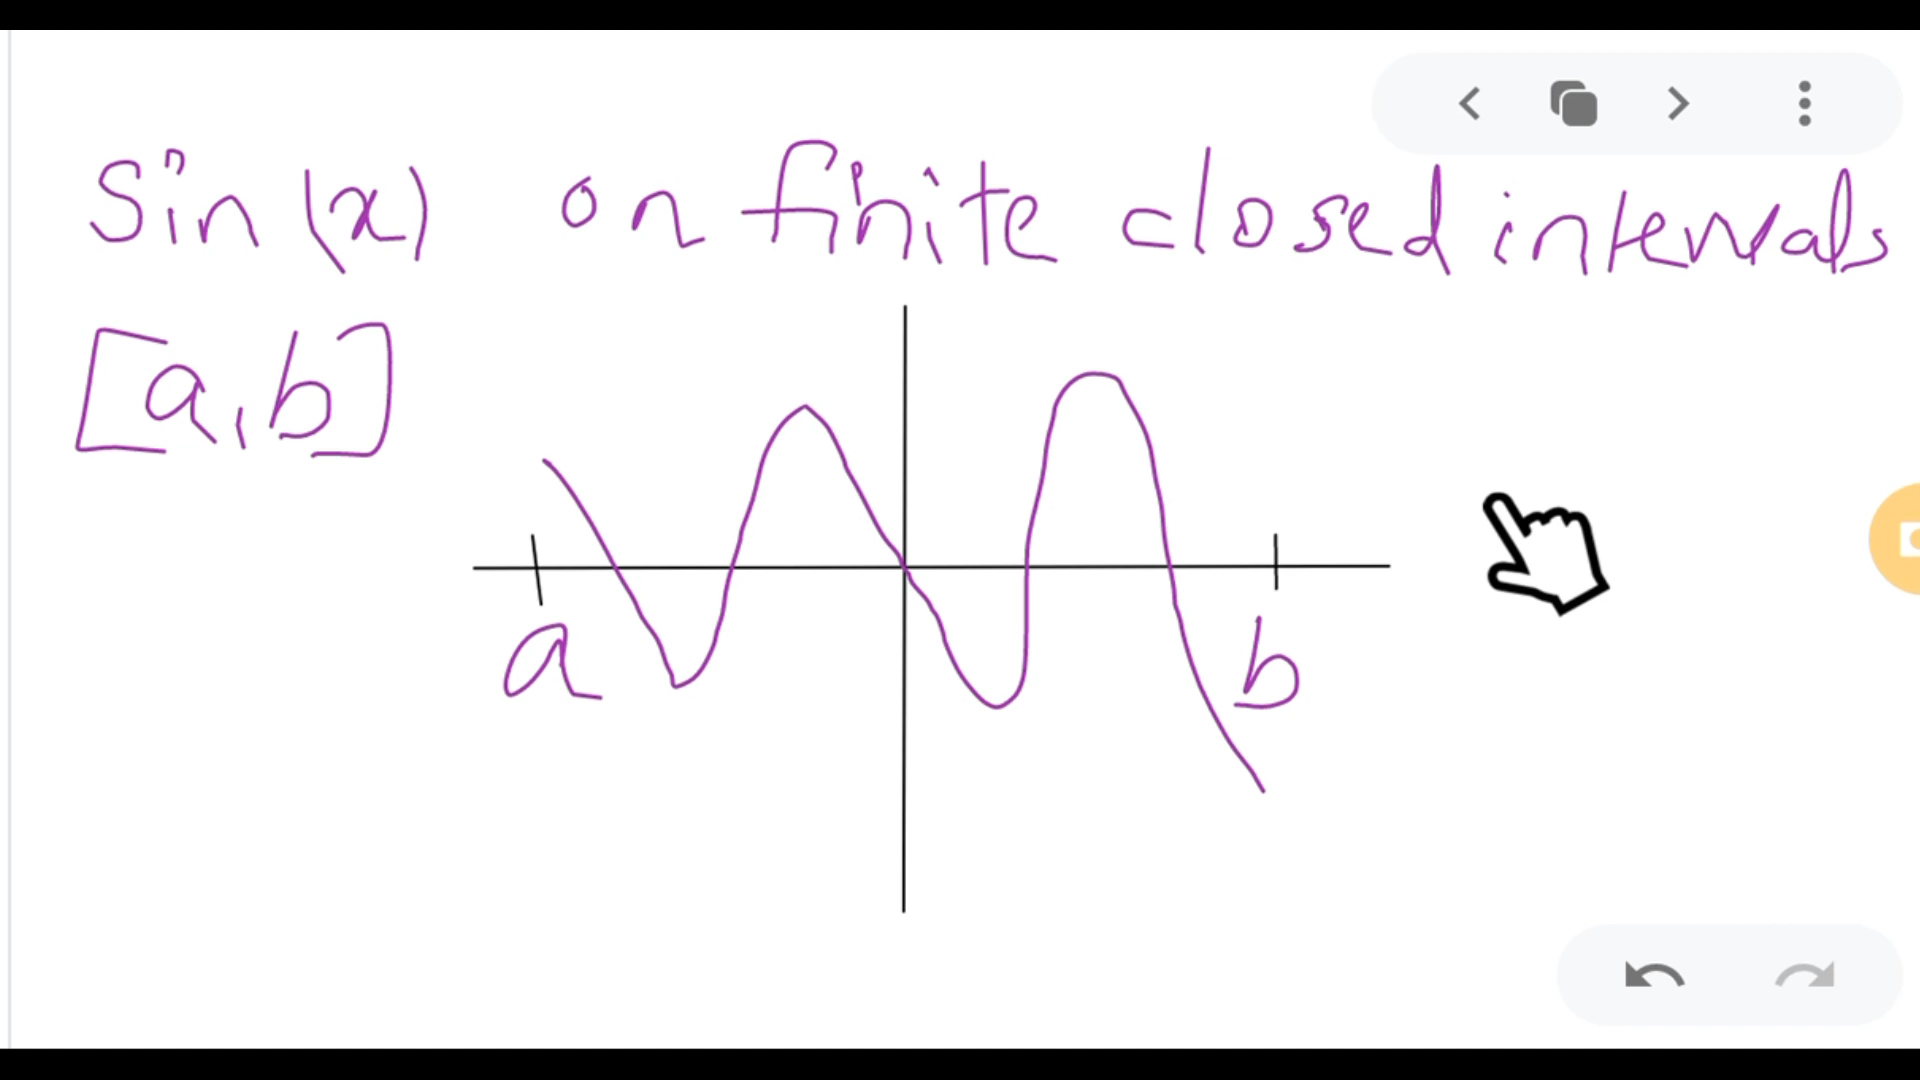 Sin(x) on finite closed intervals
[a,b]
a
b